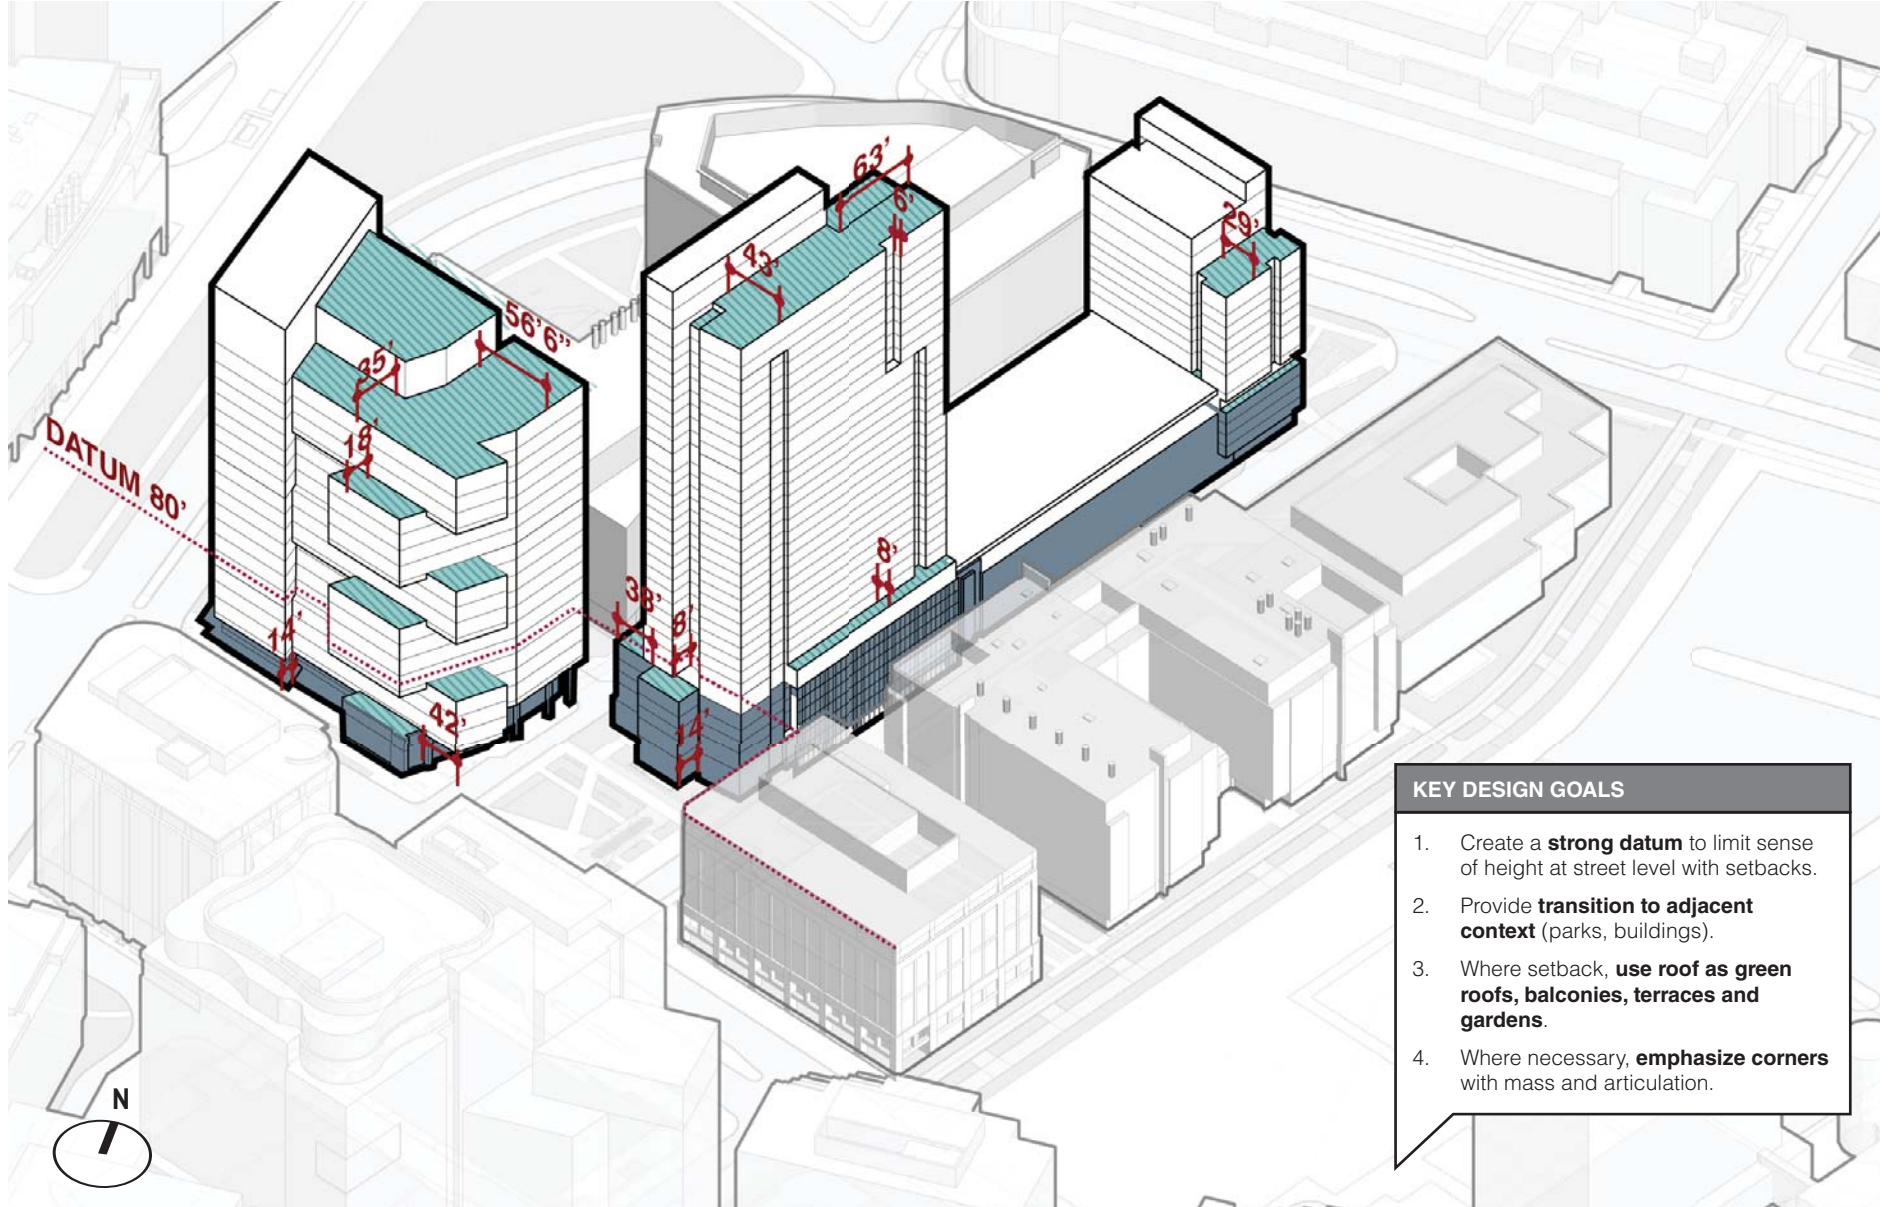 63’
6’
43’
29’
56’6”
35’
18’
DATUM 80’
8’
38’
8’
14’
14’
42’
KEY DESIGN GOALS
1. Create a strong datum to limit sense
of height at street level with setbacks.
2. Provide transition to adjacent
context (parks, buildings).
3. Where setback, use roof as green
roofs, balconies, terraces and
gardens.
4. Where necessary, emphasize corners
with mass and articulation.
N